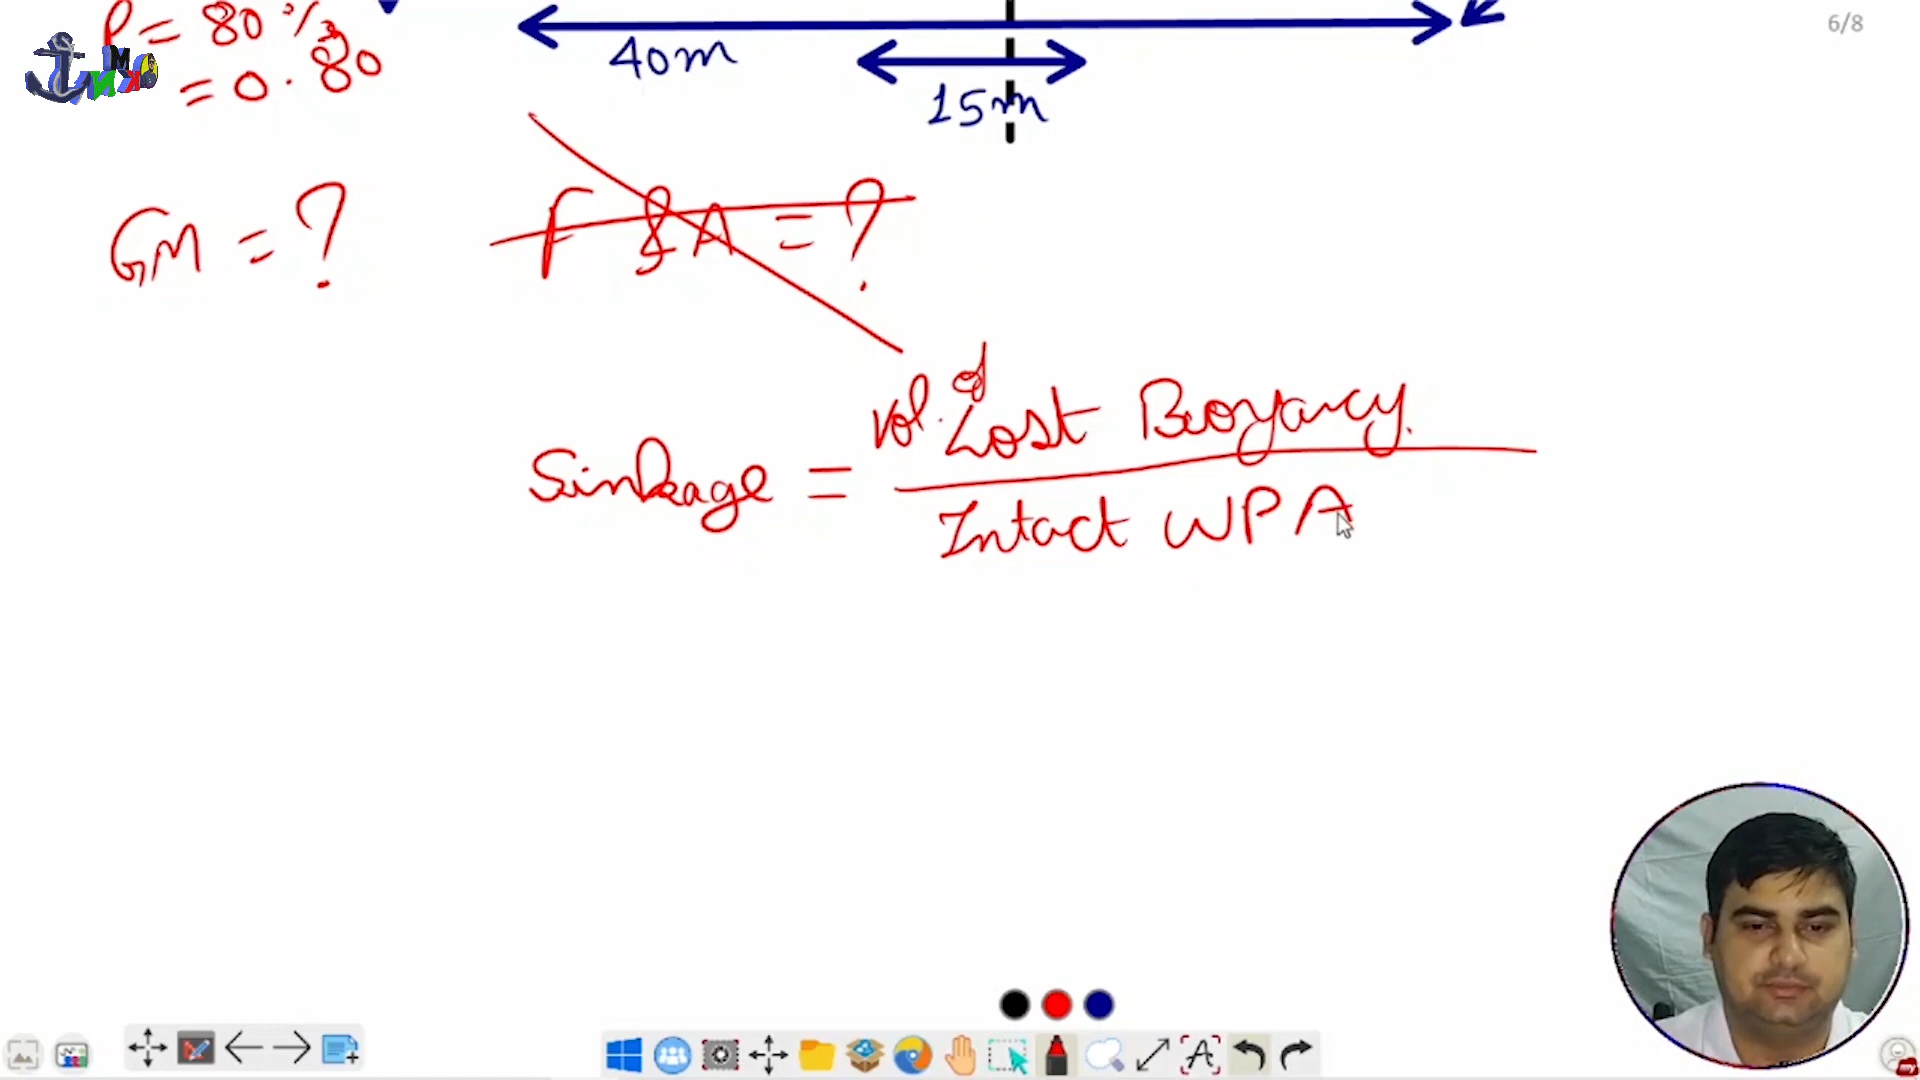 P = 80%
6/8
= 0.80
40m
15m
GM = ?
F & A = ?
Sinkage = Vol. of Lost Buoyancy.
Intact WPA